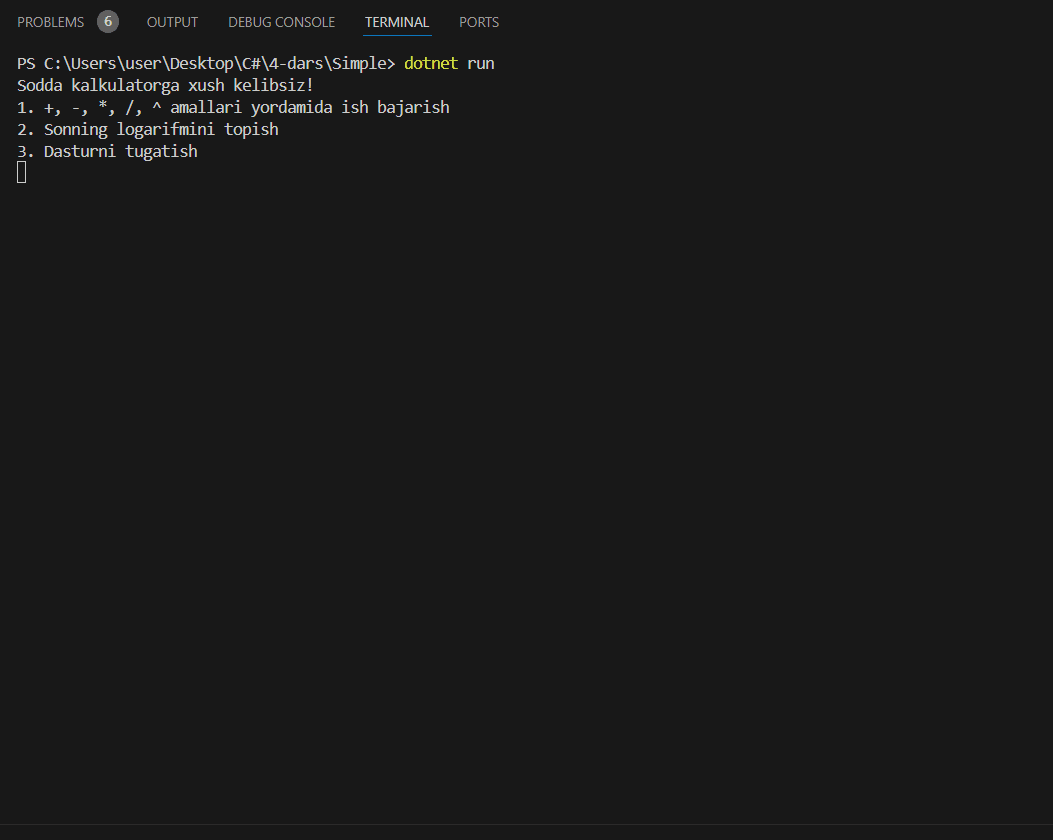 PROBLEMS 6 OUTPUT DEBUG CONSOLE TERMINAL PORTS
PS C:\Users\user\Desktop\C#\4-dars\Simple> dotnet run
Sodda kalkulatorga xush kelibsiz!
1. +, -, *, /, ^ amallari yordamida ish bajarish
2. Sonning logarifmini topish
3. Dasturni tugatish